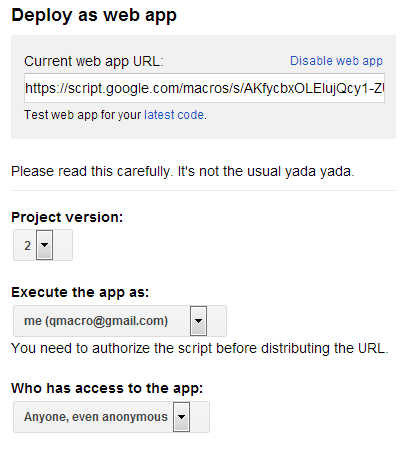 Deploy as web app
Current web app URL:
Disable web app
https://script.google.com/macros/s/AKfycbxOLEIujQcy1-Z
Test web app for your latest code.
Please read this carefully. It's not the usual yada yada.
Project version:
2
Execute the app as:
me (qmacro@gmail.com)
You need to authorize the script before distributing the URL.
Who has access to the app:
Anyone, even anonymous